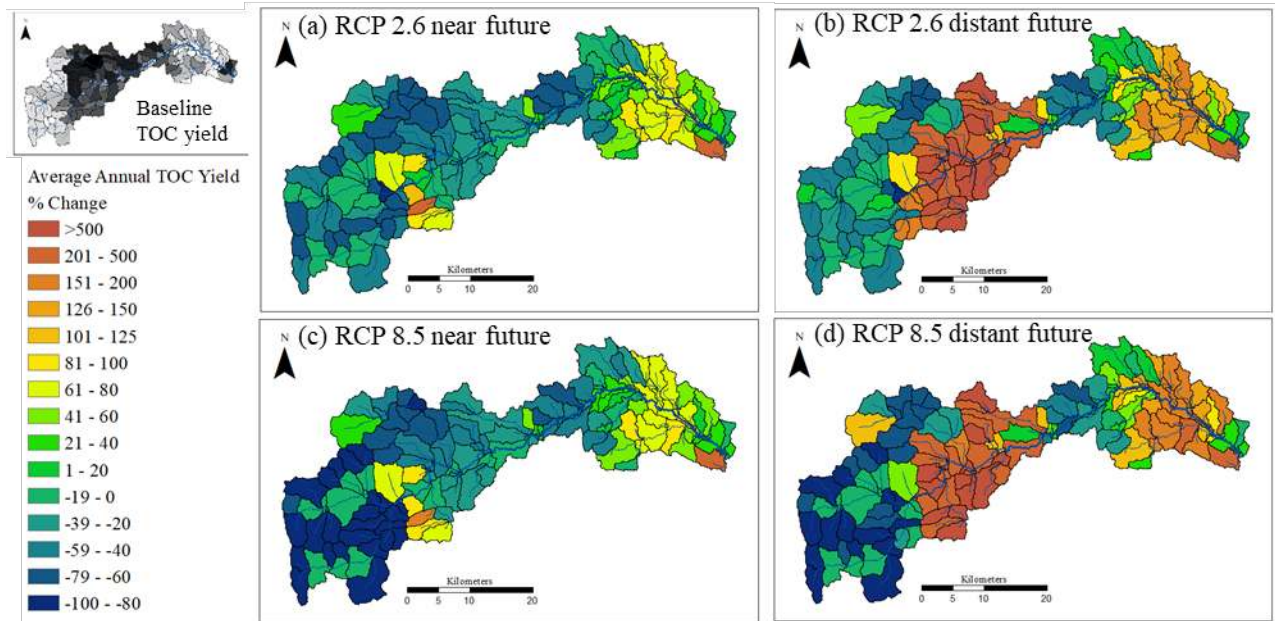 N
Baseline
TOC yield
Average Annual TOC Yield
% Change
>500
201 - 500
151 - 200
126 - 150
101 - 125
81 - 100
61 - 80
41 - 60
21 - 40
1 - 20
-19 - 0
-39 - -20
-59 - -40
-79 - -60
-100 - -80
N
(a) RCP 2.6 near future
Kilometers
0 5 10 20
N
(b) RCP 2.6 distant future
Kilometers
0 5 10 20
N
(c) RCP 8.5 near future
Kilometers
0 5 10 20
N
(d) RCP 8.5 distant future
Kilometers
0 5 10 20